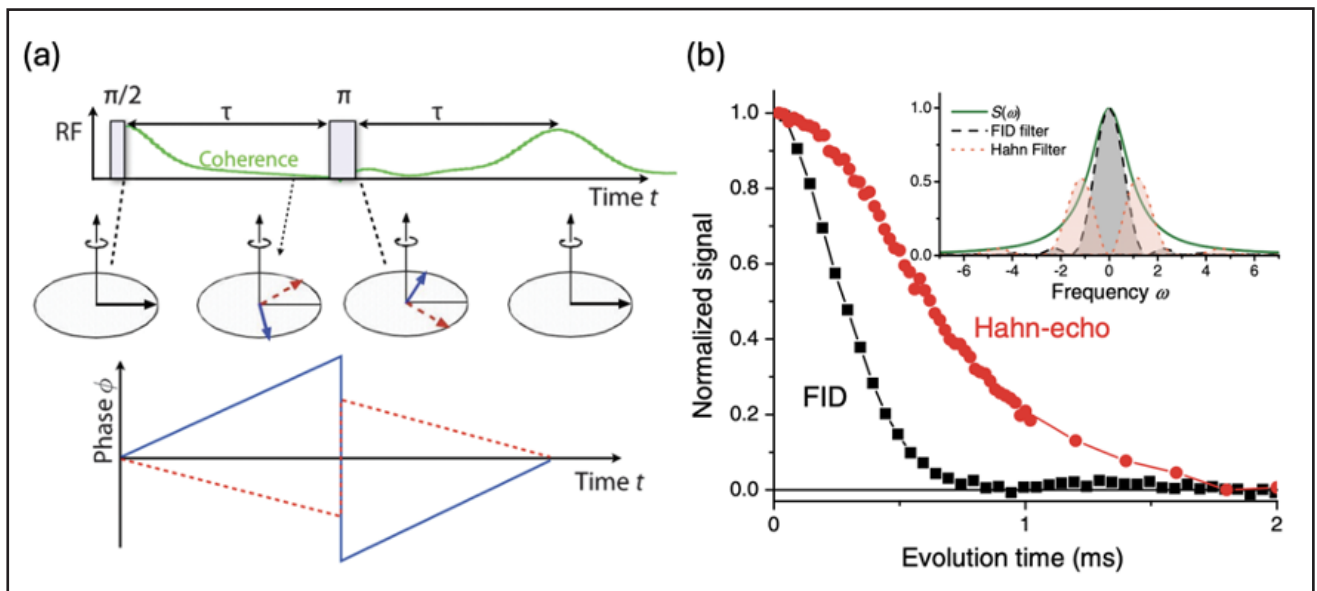 (a)
π/2
π
τ
τ
RF
Coherence
Time t
Phase ϕ
Time t
(b)
Normalized signal
1.0
0.8
0.6
0.4
0.2
0.0
0
1
2
Evolution time (ms)
FID
Hahn-echo
1.0
0.5
0.0
S(ω)
FID filter
Hahn Filter
-6 -4 -2 0 2 4 6
Frequency ω